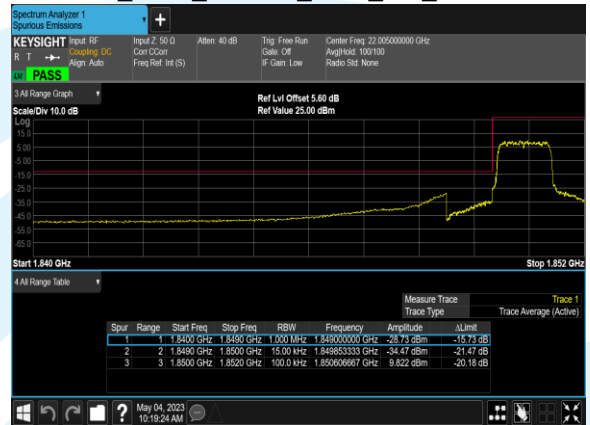 Spectrum Analyzer 1
Spurious Emissions
KEYSIGHT Input: RF Input Z: 50 Ω Atten: 40 dB Trig: Free Run Center Freq: 22.005000000 GHz
R T Coupling: DC Corr CCorr Gate: Off Avg|Hold: 100/100
Align: Auto Freq Ref: Int (S) IF Gain: Low Radio Std: None
PASS
3 All Range Graph Ref Lvl Offset 5.60 dB
Scale/Div 10.0 dB Ref Value 25.00 dBm
Log
15.0
5.00
-5.00
-15.0
-25.0
-35.0
-45.0
-55.0
-65.0
Start 1.840 GHz Stop 1.852 GHz
4 All Range Table
Measure Trace Trace 1
Trace Type Trace Average (Active)
Spur Range Start Freq Stop Freq RBW Frequency Amplitude ΔLimit
1 1 1.8400 GHz 1.8490 GHz 1.000 MHz 1.849000000 GHz -28.73 dBm -15.73 dB
2 2 1.8490 GHz 1.8500 GHz 15.00 kHz 1.849853333 GHz -34.47 dBm -21.47 dB
3 3 1.8500 GHz 1.8520 GHz 100.0 kHz 1.850606667 GHz 9.822 dBm -20.18 dB
? May 04, 2023
10:19:24 AM